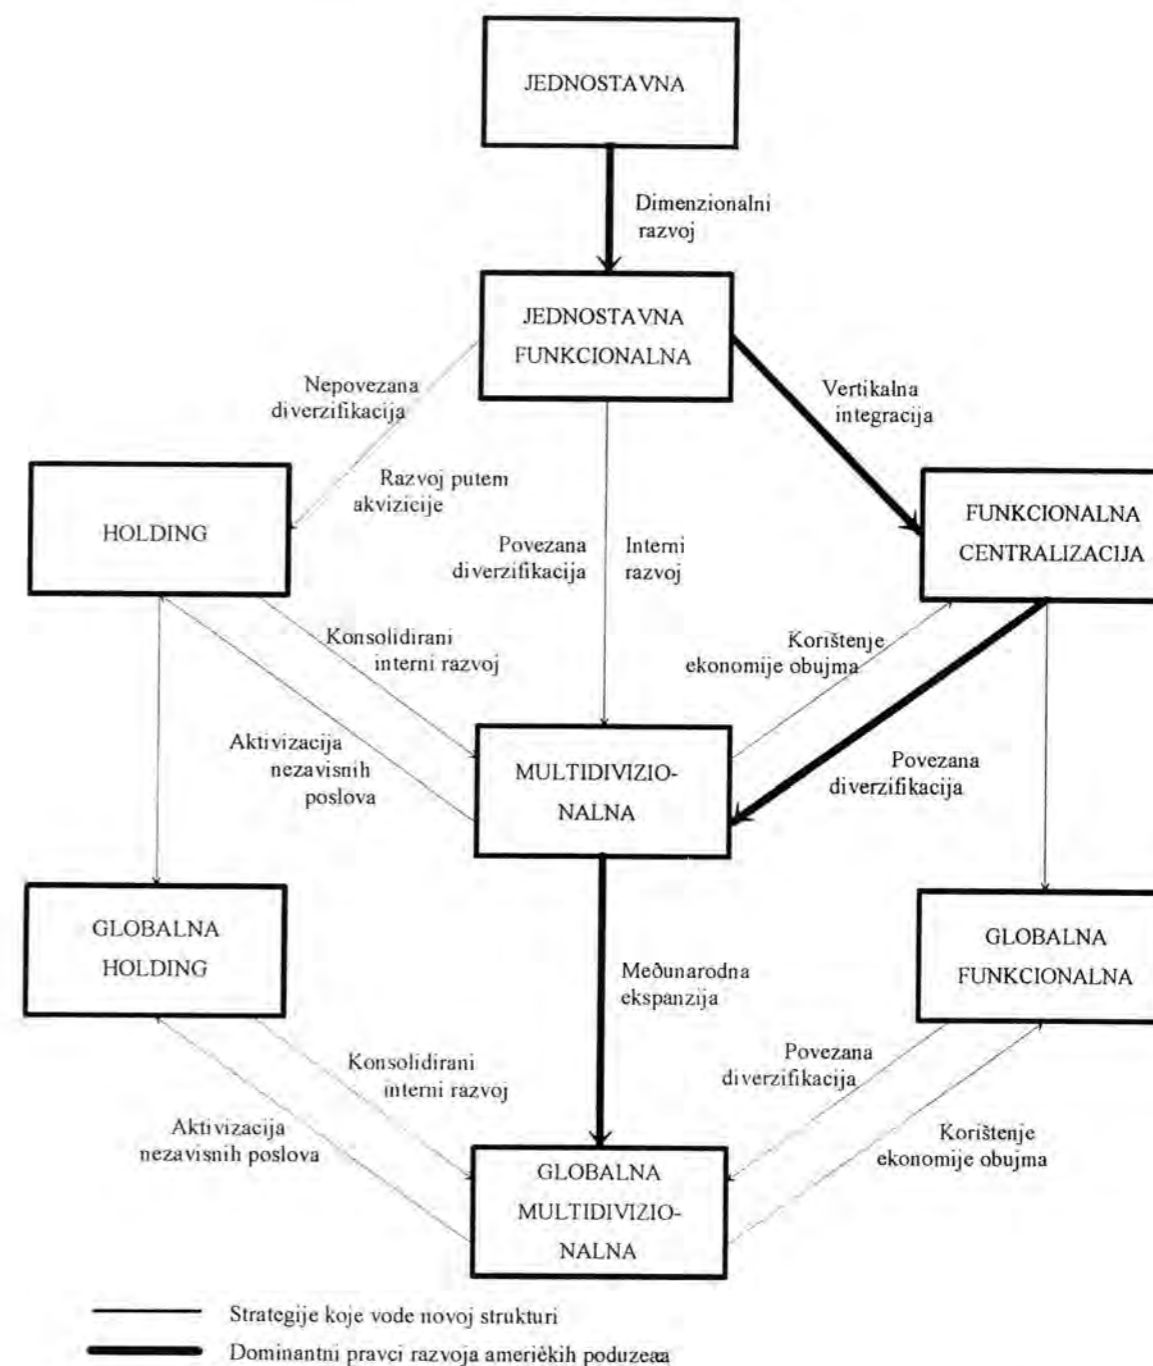 JEDNOSTAVNA
Dimenzionalni
razvoj
JEDNOSTAVNA
FUNKCIONALNA
Nepovezana
diverzifikacija
Vertikalna
integracija
Razvoj putem
akvizicije
HOLDING
FUNKCIONALNA
CENTRALIZACIJA
Povezana
diverzifikacija
Interni
razvoj
Konsolidirani
interni razvoj
Korištenje
ekonomije obujma
Aktivizacija
nezavisnih
poslova
MULTIDIVIZIO-
NALNA
Povezana
diverzifikacija
GLOBALNA
HOLDING
GLOBALNA
FUNKCIONALNA
Meðunarodna
ekspanzija
Konsolidirani
interni razvoj
Povezana
diverzifikacija
Aktivizacija
nezavisnih poslova
Korištenje
ekonomije obujma
GLOBALNA
MULTIDIVIZIO-
NALNA
Strategije koje vode novoj strukturi
Dominantni pravci razvoja amerièkih poduzeæa